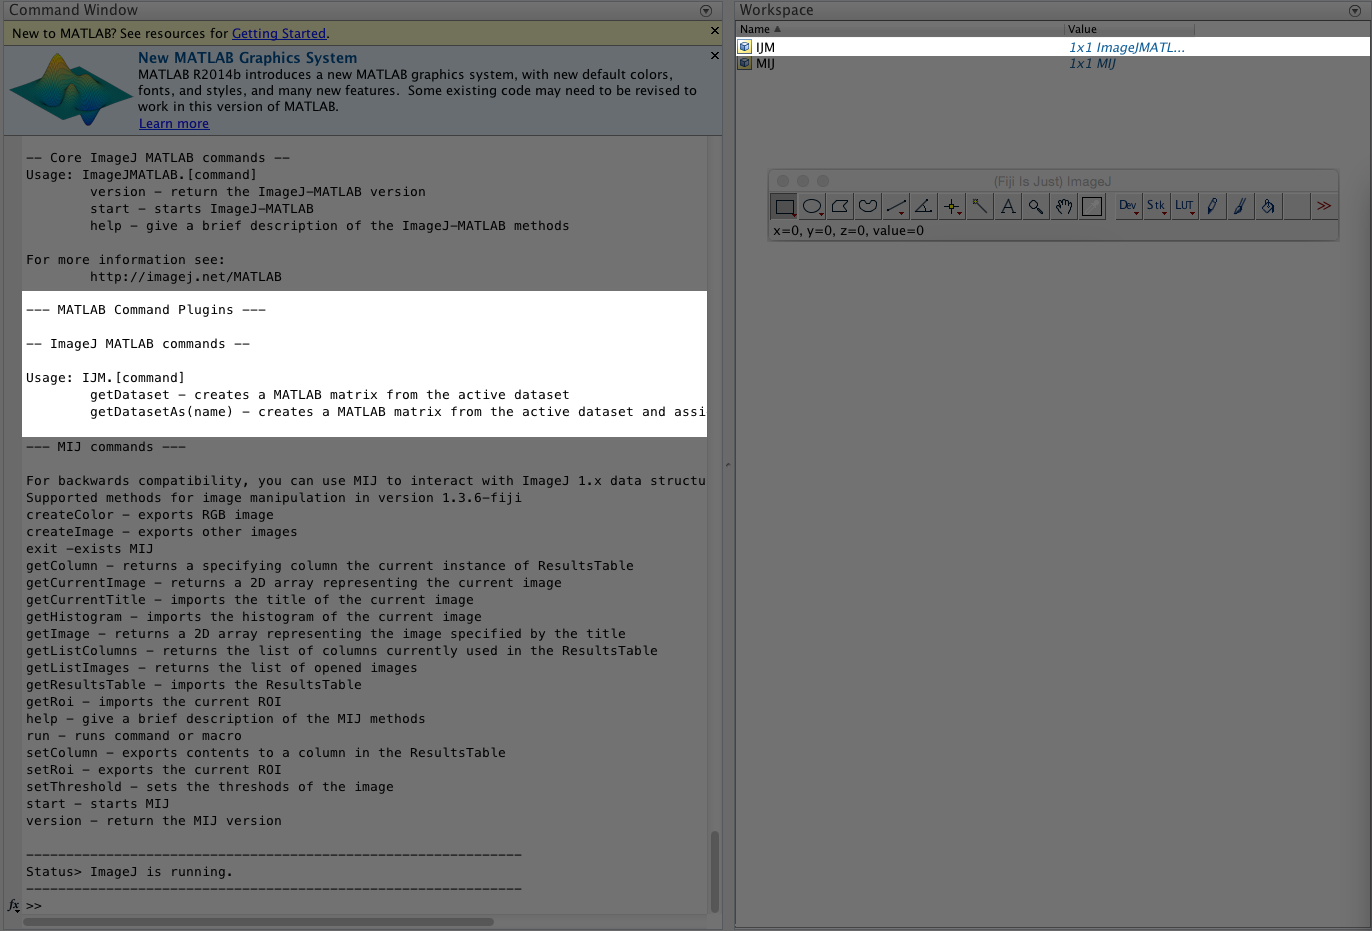 Command Window
New to MATLAB? See resources for Getting Started.
New MATLAB Graphics System
MATLAB R2014b introduces a new MATLAB graphics system, with new default colors,
fonts, and styles, and many new features.  Some existing code may need to be revised to
work in this version of MATLAB.
Learn more
-- Core ImageJ MATLAB commands --
Usage: ImageJMATLAB.[command]
version - return the ImageJ-MATLAB version
start - starts ImageJ-MATLAB
help - give a brief description of the ImageJ-MATLAB methods
For more information see:
http://imagej.net/MATLAB
--- MATLAB Command Plugins ---
-- ImageJ MATLAB commands --
Usage: IJM.[command]
getDataset - creates a MATLAB matrix from the active dataset
getDatasetAs(name) - creates a MATLAB matrix from the active dataset and assi
--- MIJ commands ---
For backwards compatibility, you can use MIJ to interact with ImageJ 1.x data structu
Supported methods for image manipulation in version 1.3.6-fiji
createColor - exports RGB image
createImage - exports other images
exit -exists MIJ
getColumn - returns a specifying column the current instance of ResultsTable
getCurrentImage - returns a 2D array representing the current image
getCurrentTitle - imports the title of the current image
getHistogram - imports the histogram of the current image
getImage - returns a 2D array representing the image specified by the title
getListColumns - returns the list of columns currently used in the ResultsTable
getListImages - returns the list of opened images
getResultsTable - imports the ResultsTable
getRoi - imports the current ROI
help - give a brief description of the MIJ methods
run - runs command or macro
setColumn - exports contents to a column in the ResultsTable
setRoi - exports the current ROI
setThreshold - sets the threshods of the image
start - starts MIJ
version - return the MIJ version
--------------------------------------------------------------
Status> ImageJ is running.
--------------------------------------------------------------
fx >>
Workspace
Name Value
IJM 1x1 ImageJMATL...
MIJ 1x1 MIJ
(Fiji Is Just) ImageJ
A Dev Stk LUT >>
x=0, y=0, z=0, value=0